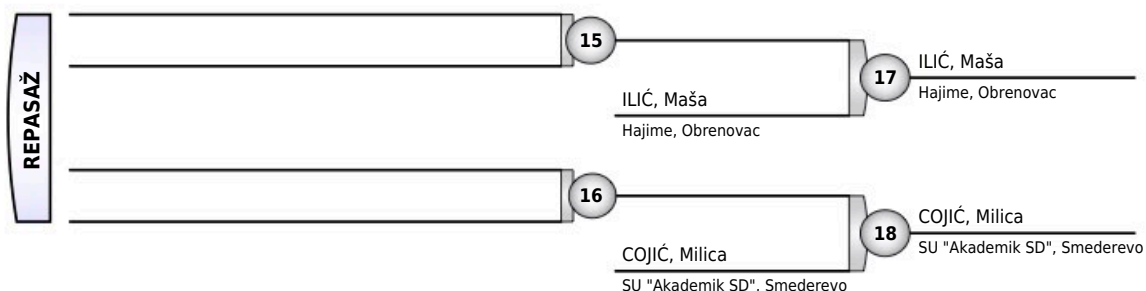 REPASAŽ
15
ILIĆ, Maša
Hajime, Obrenovac
17
ILIĆ, Maša
Hajime, Obrenovac
16
COJIĆ, Milica
SU "Akademik SD", Smederevo
18
COJIĆ, Milica
SU "Akademik SD", Smederevo